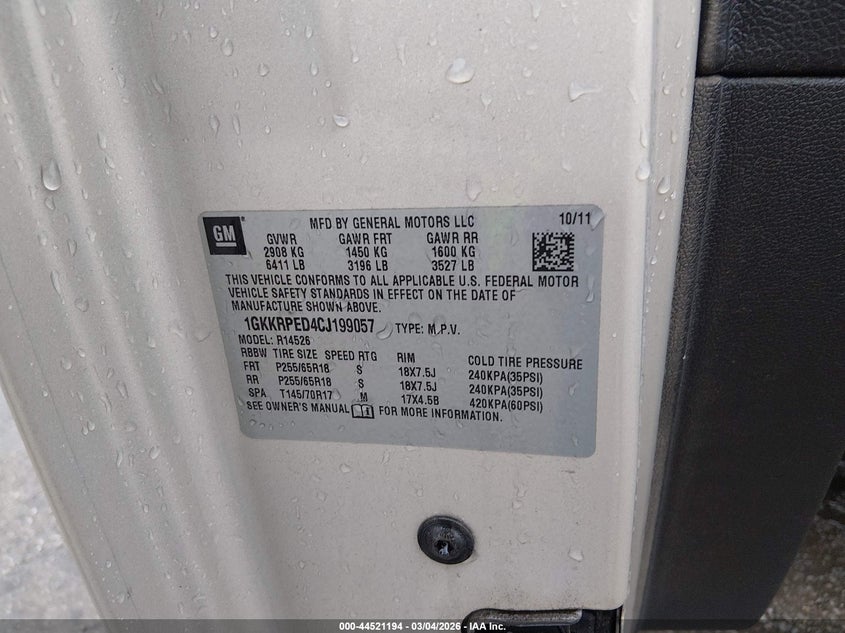 GM
MFD BY GENERAL MOTORS LLC 10/11
GVWR GAWR FRT GAWR RR
2908 KG 1450 KG 1600 KG
6411 LB 3196 LB 3527 LB
THIS VEHICLE CONFORMS TO ALL APPLICABLE U.S. FEDERAL MOTOR
VEHICLE SAFETY STANDARDS IN EFFECT ON THE DATE OF
MANUFACTURE SHOWN ABOVE.
1GKKRPED4CJ199057 TYPE: M.P.V.
MODEL: R14526
RBBW TIRE SIZE SPEED RTG RIM COLD TIRE PRESSURE
FRT P255/65R18 S 18X7.5J 240KPA(35PSI)
RR P255/65R18 S 18X7.5J 240KPA(35PSI)
SPA T145/70R17 M 17X4.5B 420KPA(60PSI)
SEE OWNER'S MANUAL FOR MORE INFORMATION.
000-44521194 - 03/04/2026 - IAA Inc.